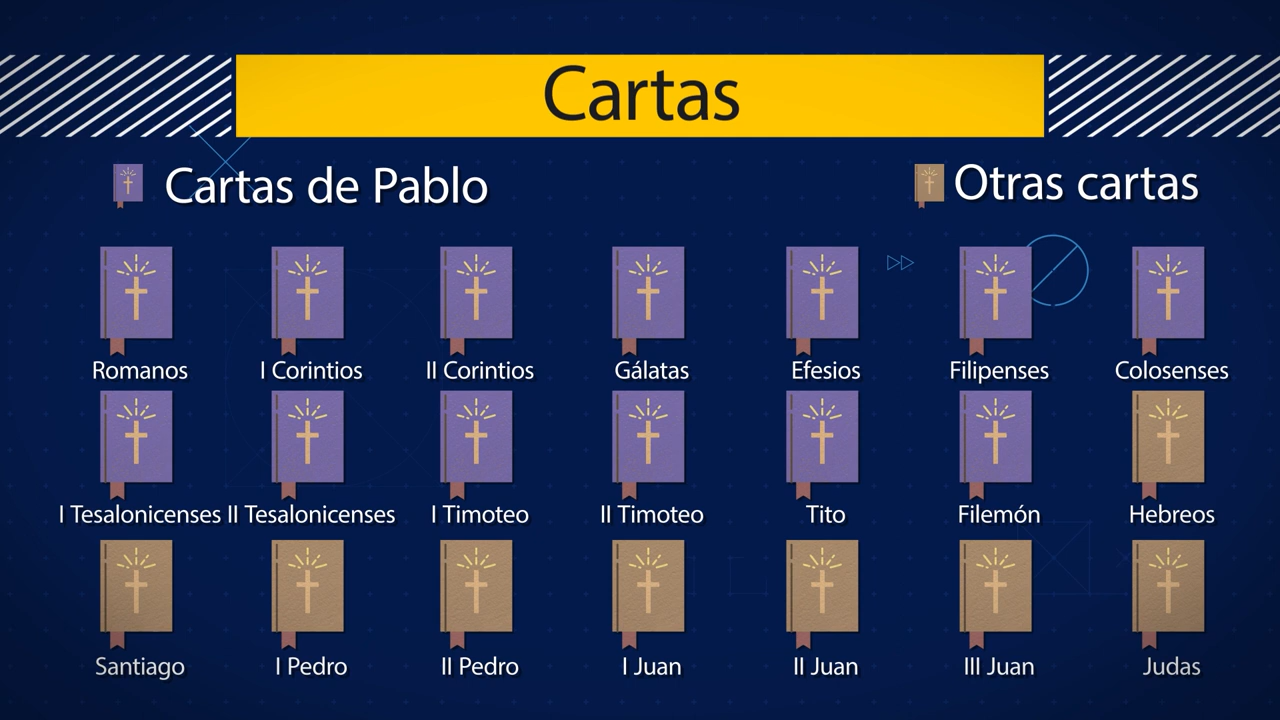 Cartas
Cartas de Pablo
Otras cartas
Romanos
I Corintios
II Corintios
Gálatas
Efesios
Filipenses
Colosenses
I Tesalonicenses
II Tesalonicenses
I Timoteo
II Timoteo
Tito
Filemón
Hebreos
Santiago
I Pedro
II Pedro
I Juan
II Juan
III Juan
Judas